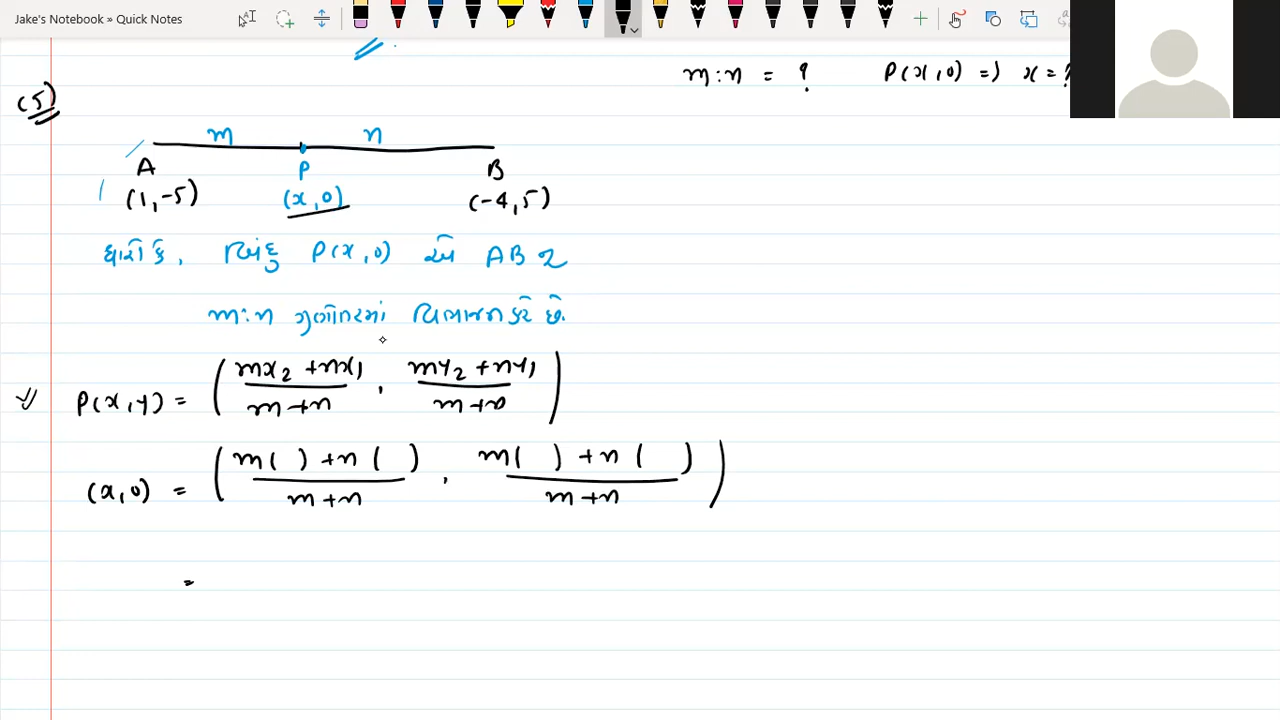 Jake's Notebook » Quick Notes
m:n = ? P(x,0) => x = ?
(5)
m n
A P B
(1,-5) (x,0) (-4,5)
ધારો કે, બિંદુ P(x,0) એ AB ને
m:n ગુણોત્તરમાં વિભાજન કરે છે.
P(x,y) = ( mx₂ + nx₁ / m+n , my₂ + ny₁ / m+n )
(x,0) = ( m( ) + n( ) / m+n , m( ) + n( ) / m+n )
=